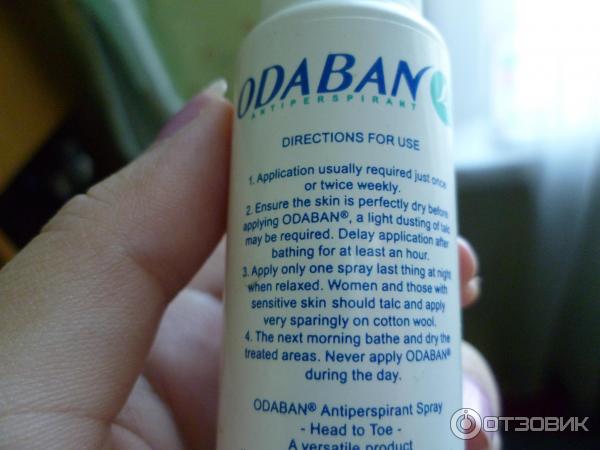 ODABAN
ANTIPERSPIRANT
DIRECTIONS FOR USE
1. Application usually required just once
or twice weekly.
2. Ensure the skin is perfectly dry before
applying ODABAN®, a light dusting of talc
may be required. Delay application after
bathing for at least an hour.
3. Apply only one spray last thing at night
when relaxed. Women and those with
sensitive skin should talc and apply
very sparingly on cotton wool.
4. The next morning bathe and dry the
treated areas. Never apply ODABAN®
during the day.
ODABAN® Antiperspirant Spray
- Head to Toe -
A versatile product
ОТЗОВИК